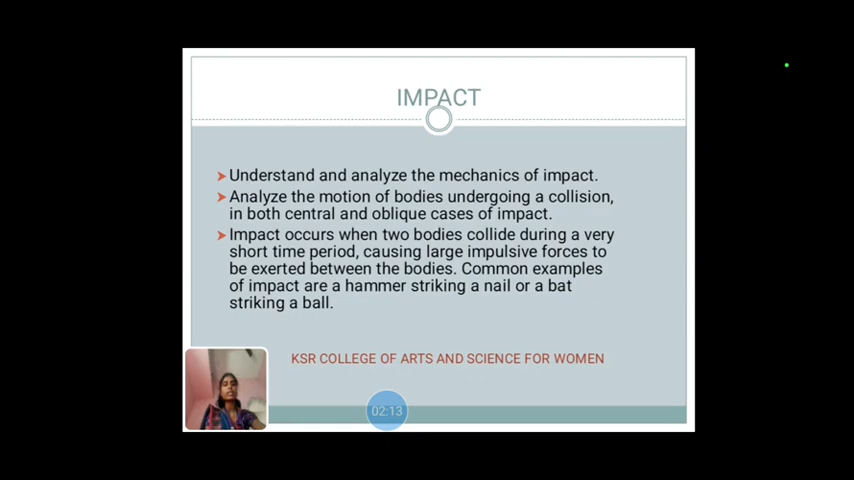 IMPACT
Understand and analyze the mechanics of impact.
Analyze the motion of bodies undergoing a collision,
in both central and oblique cases of impact.
Impact occurs when two bodies collide during a very
short time period, causing large impulsive forces to
be exerted between the bodies. Common examples
of impact are a hammer striking a nail or a bat
striking a ball.
KSR COLLEGE OF ARTS AND SCIENCE FOR WOMEN
02:13